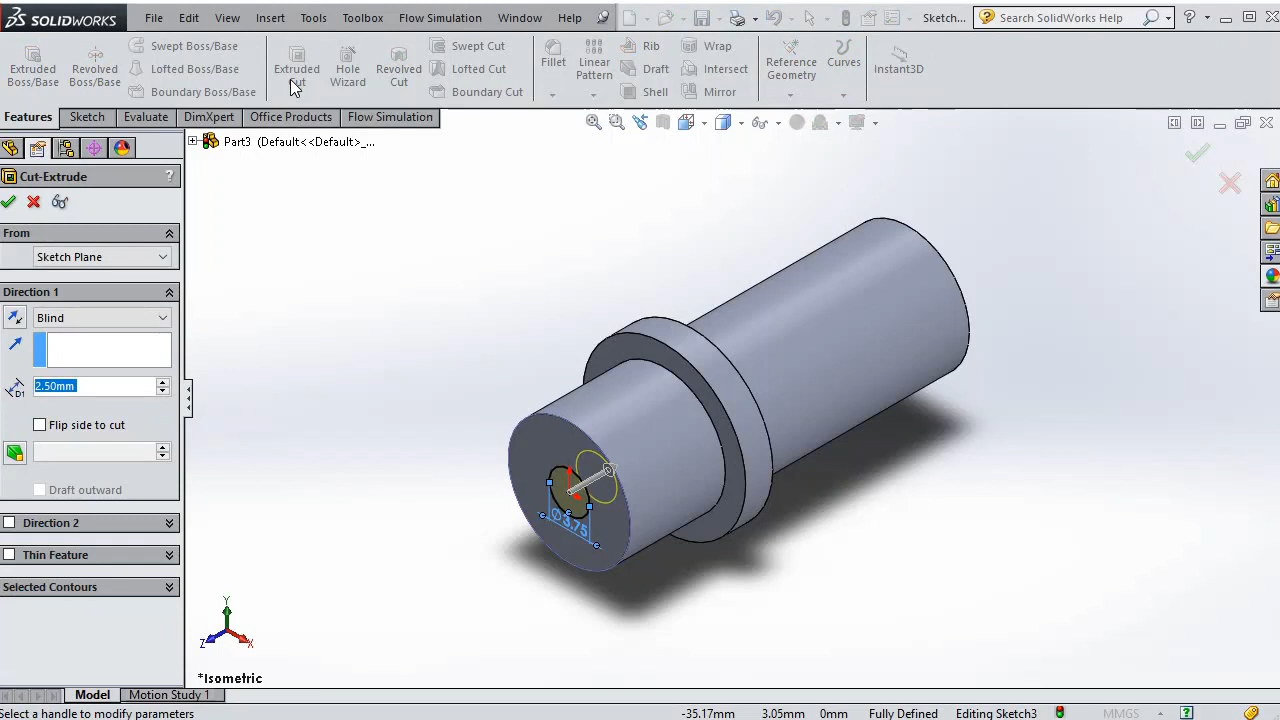 SOLIDWORKS File Edit View Insert Tools Toolbox Flow Simulation Window Help Sketch... Search SolidWorks Help
Extruded Boss/Base
Revolved Boss/Base
Swept Boss/Base
Lofted Boss/Base
Boundary Boss/Base
Extruded Cut
Hole Wizard
Revolved Cut
Swept Cut
Lofted Cut
Boundary Cut
Fillet
Linear Pattern
Rib
Draft
Shell
Wrap
Intersect
Mirror
Reference Geometry
Curves
Instant3D
Features Sketch Evaluate DimXpert Office Products Flow Simulation
Part3 (Default<<Default>_...
Cut-Extrude ?
From
Sketch Plane
Direction 1
Blind
D1 2.50mm
Flip side to cut
Draft outward
Direction 2
Thin Feature
Selected Contours
Ø3.75
Y
Z X
*Isometric
Model Motion Study 1
Select a handle to modify parameters -35.17mm 3.05mm 0mm Fully Defined Editing Sketch3 MMGS ?